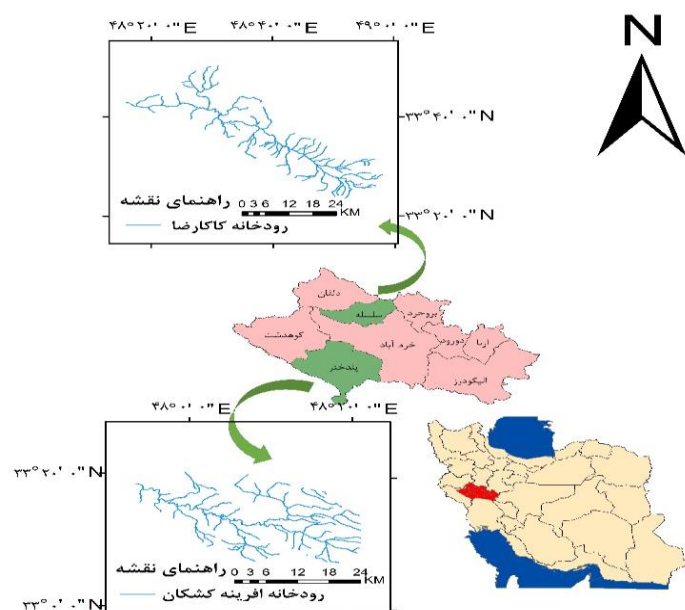 ۴۸°۲۰'۰"E ۴۸°۴۰'۰"E ۴۹°۰'۰"E
N
۳۳°۴۰'۰"N
راهنمای نقشه
0 3 6 12 18 24
KM
رودخانه کاکارضا
۳۳°۲۰'۰"N
دلفان
سلسله
بروجرد
کوهدشت
خرم آباد
دورود
ازنا
پلدختر
الیگودرز
۴۸°۰'۰"E ۴۸°۲۰'۰"E
۳۳°۲۰'۰"N
راهنمای نقشه
0 3 6 12 18 24
KM
رودخانه افرینه کشکان
۳۳°۰'۰"N